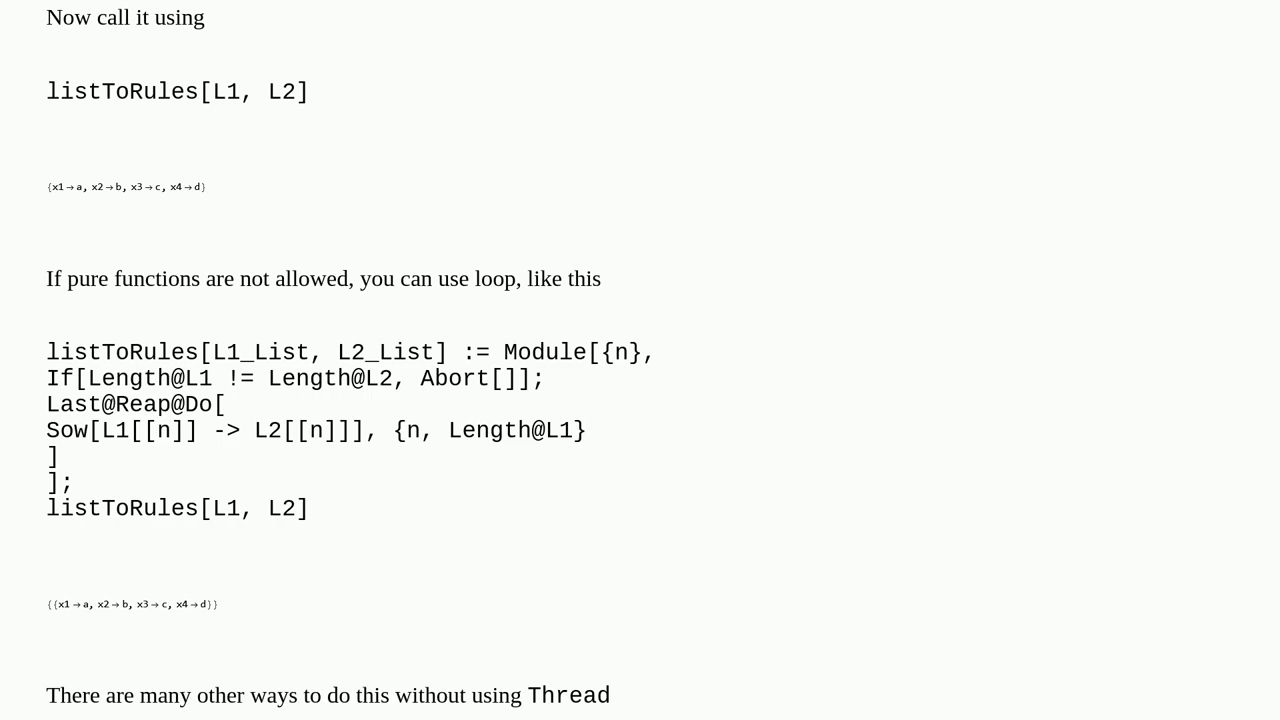 Now call it using
listToRules[L1, L2]
{x1→a, x2→b, x3→c, x4→d}
If pure functions are not allowed, you can use loop, like this
listToRules[L1_List, L2_List] := Module[{n},
If[Length@L1 != Length@L2, Abort[]];
Last@Reap@Do[
Sow[L1[[n]] -> L2[[n]]], {n, Length@L1}
]
];
listToRules[L1, L2]
{{x1→a, x2→b, x3→c, x4→d}}
There are many other ways to do this without using Thread